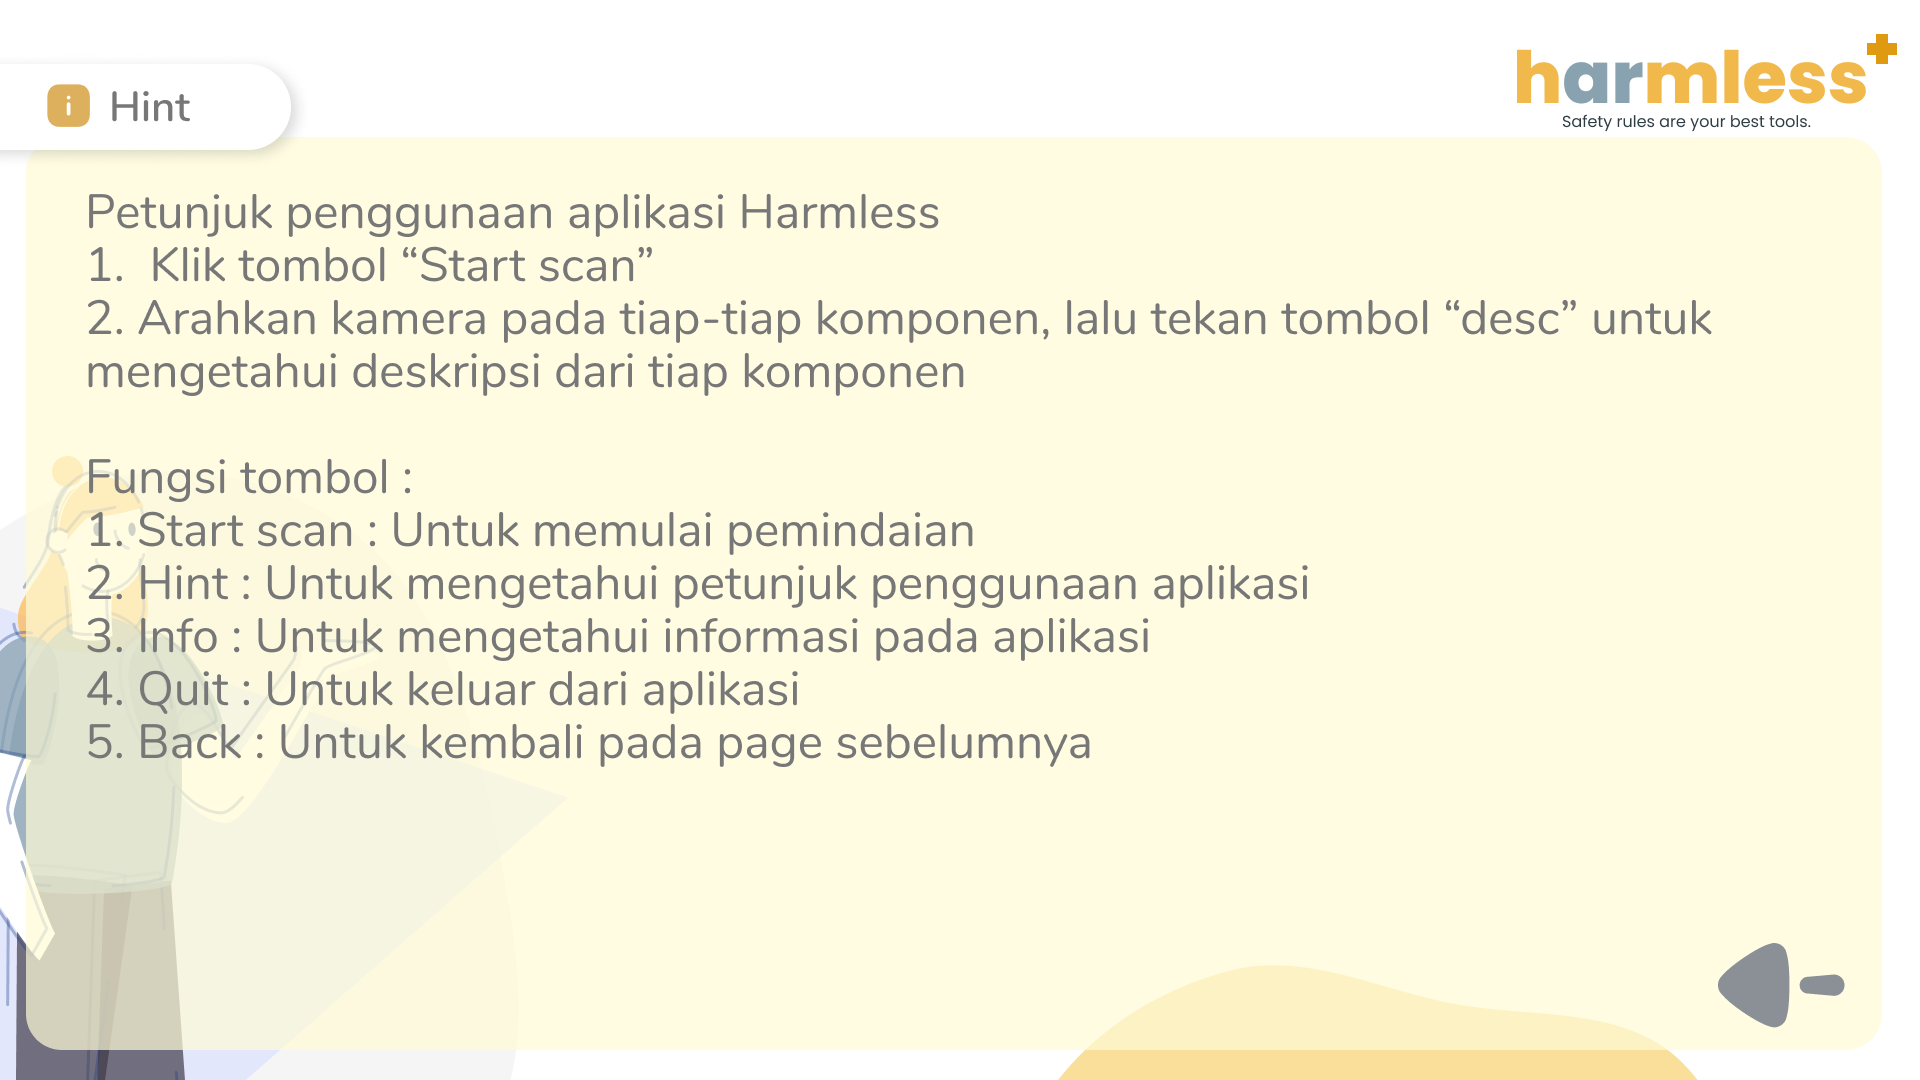 harmless
Hint
Safety rules are your best tools.
Petunjuk penggunaan aplikasi Harmless
1.  Klik tombol “Start scan”
2. Arahkan kamera pada tiap-tiap komponen, lalu tekan tombol “desc” untuk
mengetahui deskripsi dari tiap komponen
Fungsi tombol :
1. Start scan : Untuk memulai pemindaian
2. Hint : Untuk mengetahui petunjuk penggunaan aplikasi
3. Info : Untuk mengetahui informasi pada aplikasi
4. Quit : Untuk keluar dari aplikasi
5. Back : Untuk kembali pada page sebelumnya